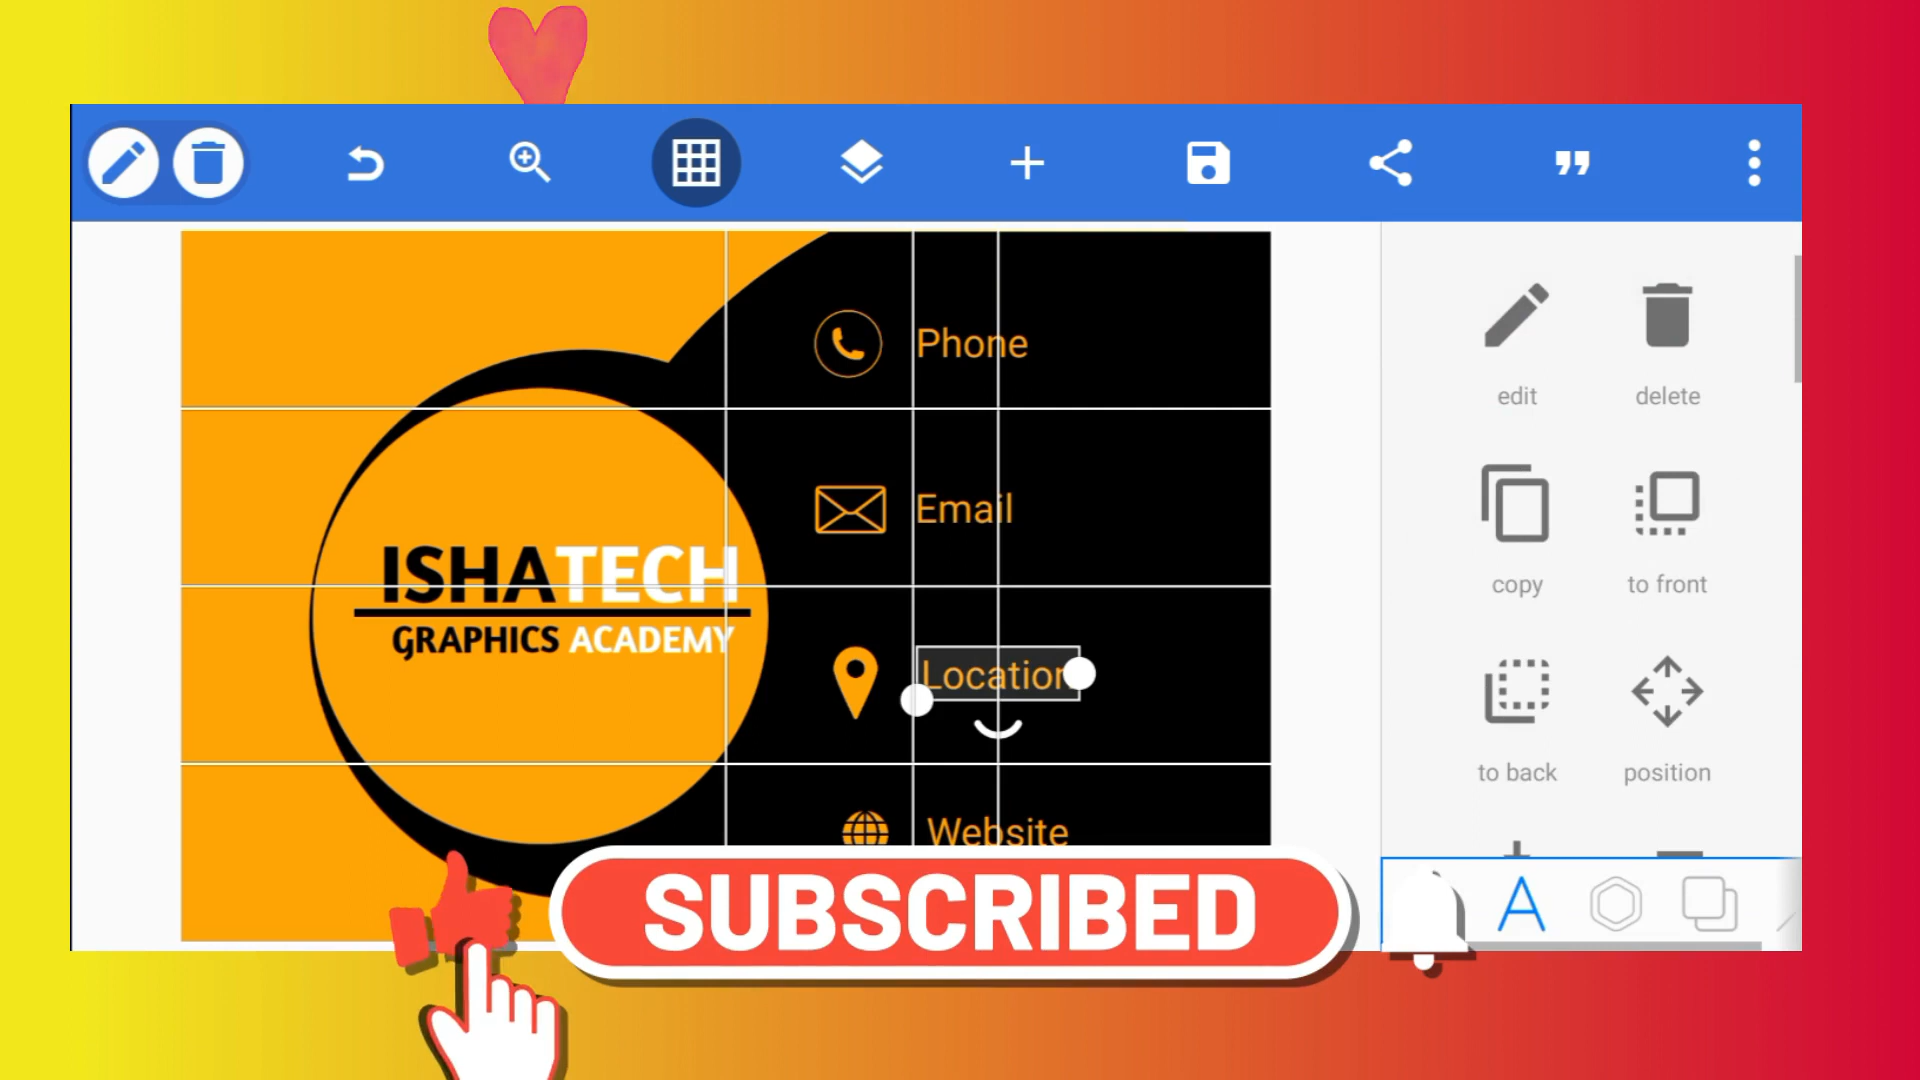 Phone
Email
ISHATECH
GRAPHICS ACADEMY
Location
Website
edit
delete
copy
to front
to back
position
SUBSCRIBED